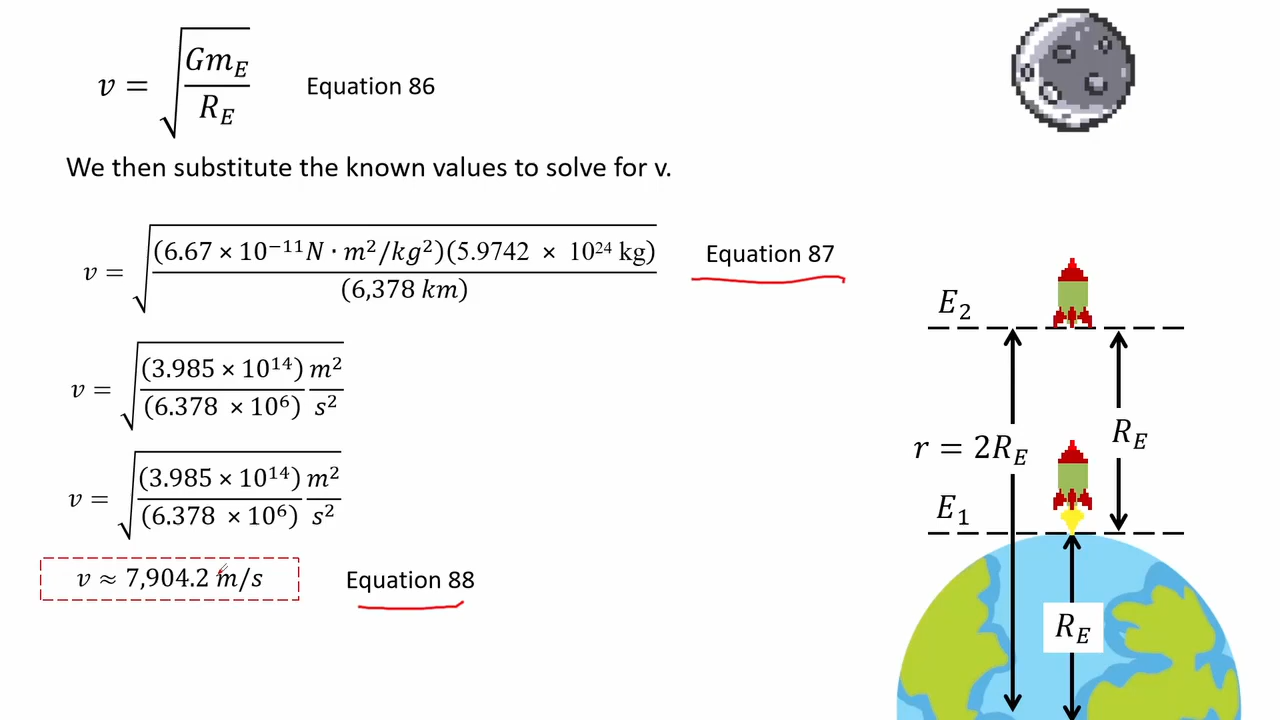 v = √(Gm_E / R_E) Equation 86
We then substitute the known values to solve for v.
v = √((6.67 × 10⁻¹¹N · m²/kg²)(5.9742 × 10²⁴ kg) / (6,378 km)) Equation 87
v = √((3.985 × 10¹⁴) / (6.378 × 10⁶) m²/s²)
v = √((3.985 × 10¹⁴) / (6.378 × 10⁶) m²/s²)
v ≈ 7,904.2 m/s Equation 88
E₂
R_E
r = 2R_E
E₁
R_E